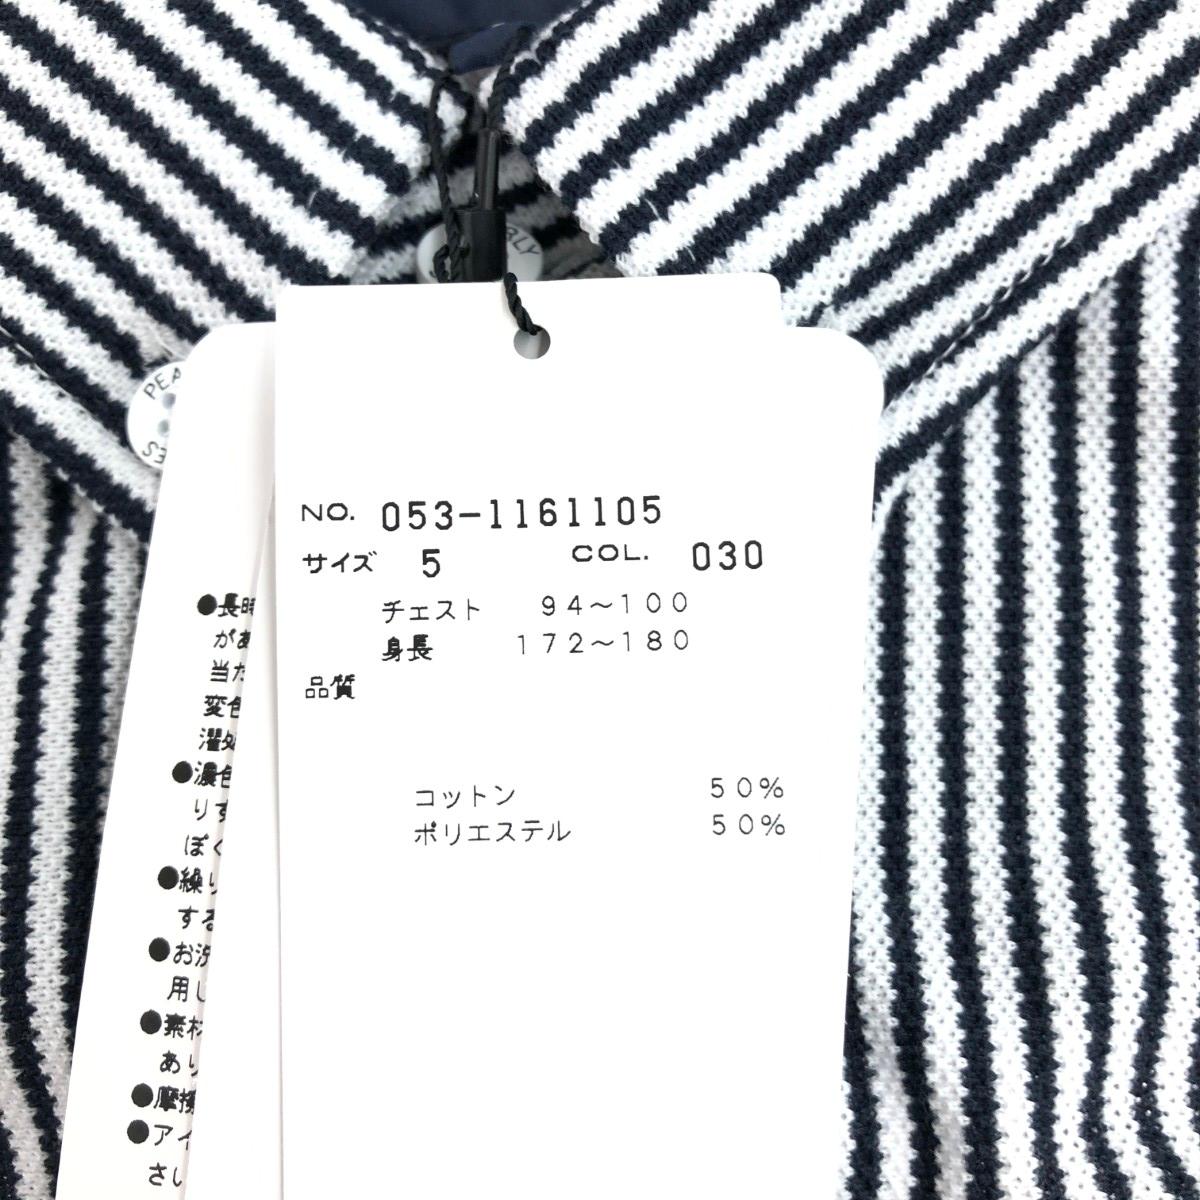 NO. 053-1161105
サイズ 5 COL. 030
チェスト 94～100
身長 172～180
品質
コットン 50%
ポリエステル 50%
●長時
があ
当た
変色
濯処
●濃色
りす
ぽく
●繰り
する
●お洗
用し
●素材
あり
●摩擦
●アイ
さい
PEA
ES
RLY